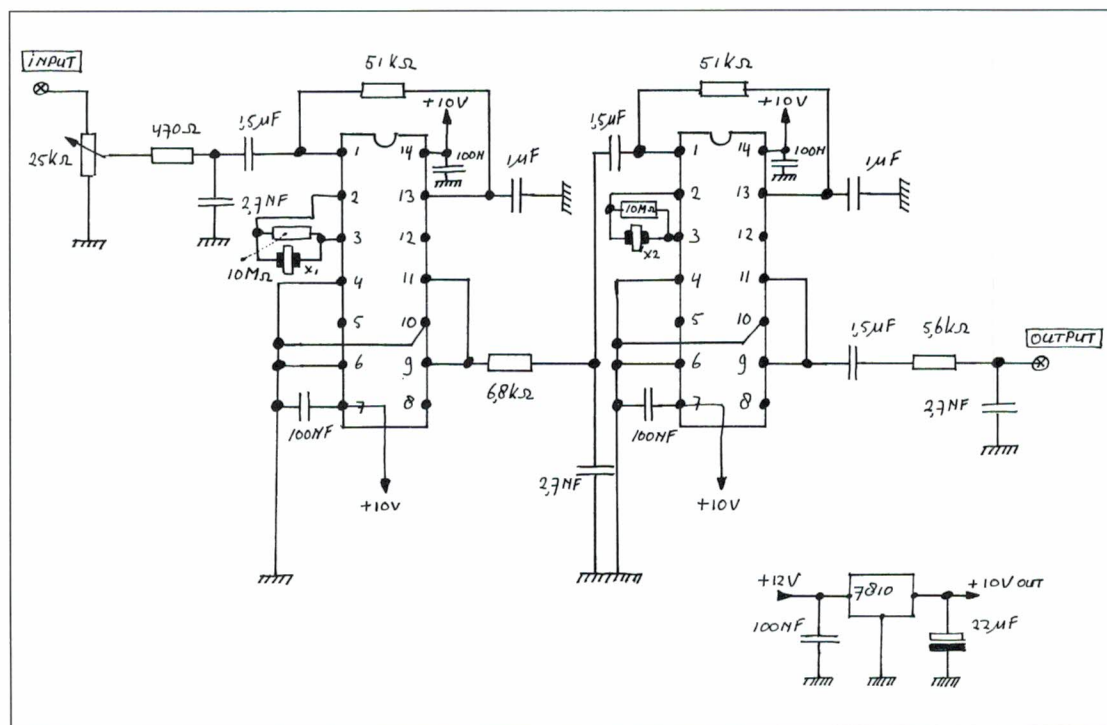 INPUT
25KΩ
470Ω
2,7NF
1,5µF
51KΩ
+10V
100N
1µF
1
2
3
4
5
6
7
14
13
12
11
10
9
8
10MΩ
X1
100NF
+10V
6,8KΩ
2,7NF
1,5µF
51KΩ
+10V
100N
1µF
1
2
3
4
5
6
7
14
13
12
11
10
9
8
10MΩ
X2
100NF
+10V
1,5µF
5,6KΩ
OUTPUT
2,7NF
+12V
7810
+10V OUT
100NF
22µF